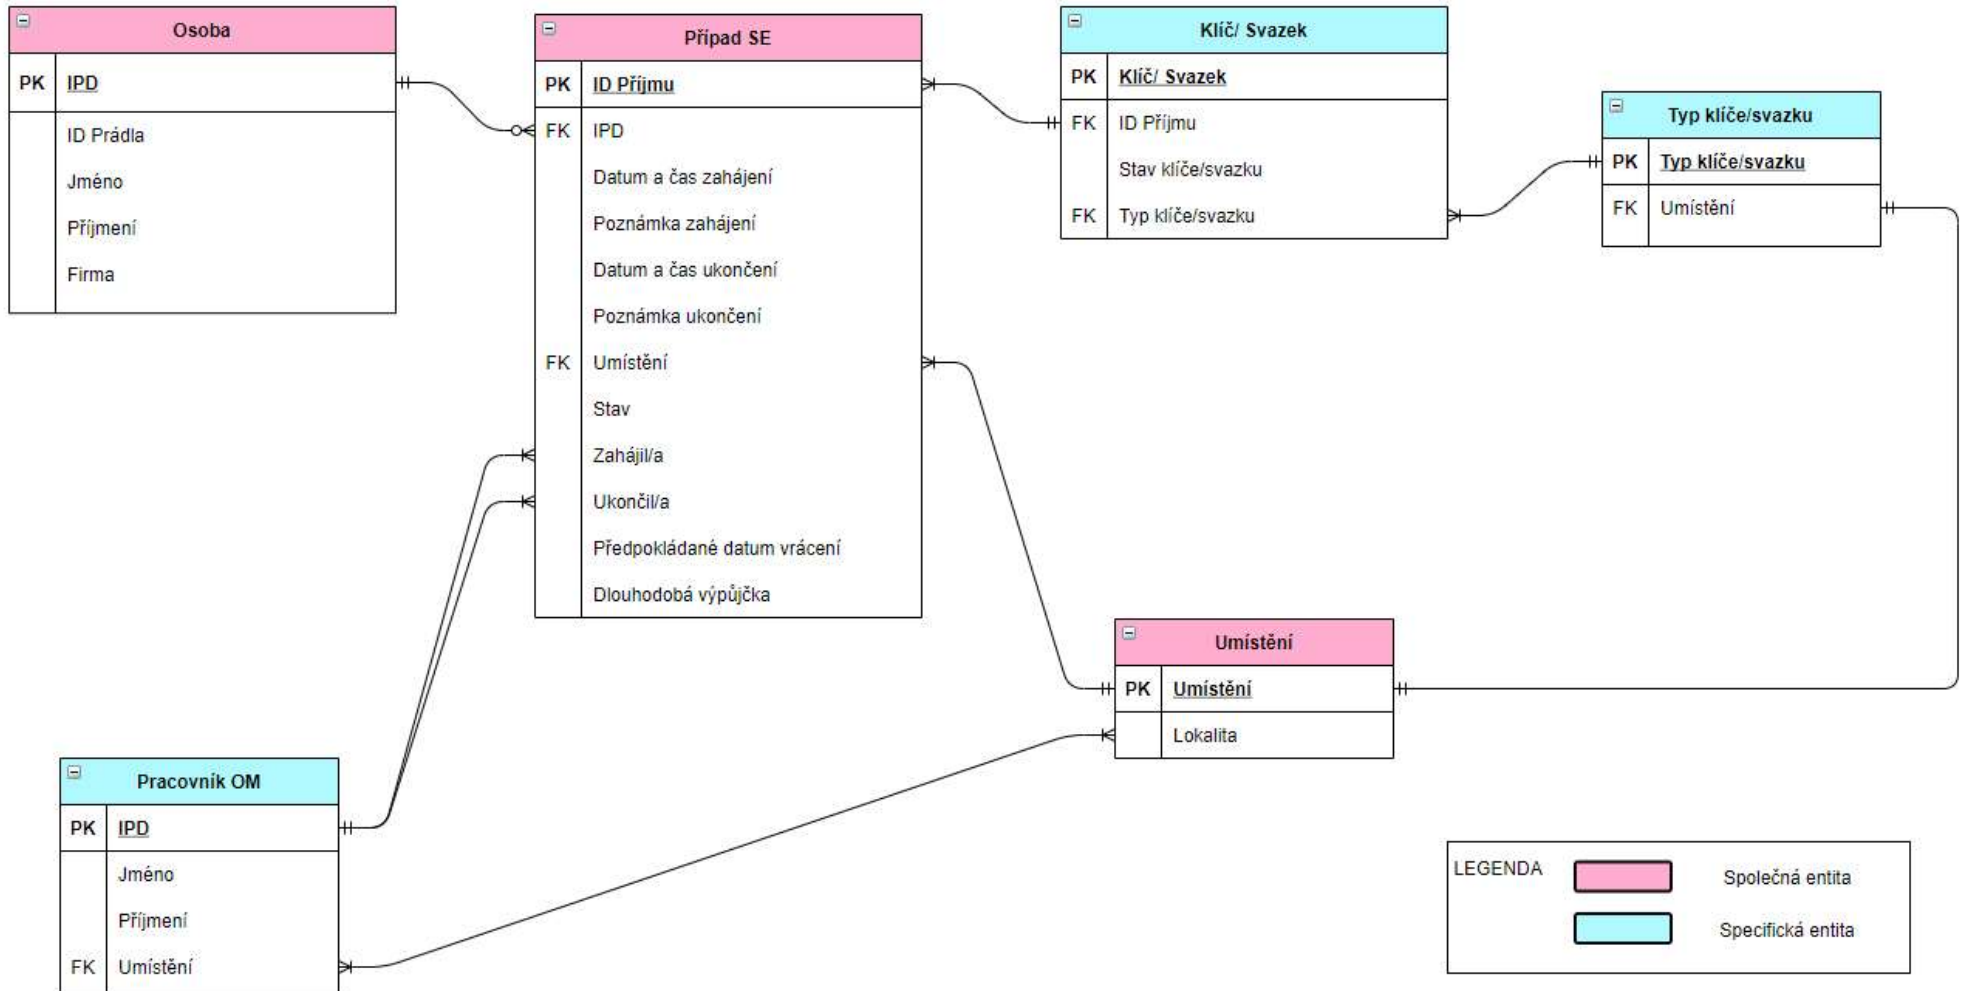 Osoba
PK IPD
ID Prádla
Jméno
Příjmení
Firma
Případ SE
PK ID Příjmu
FK IPD
Datum a čas zahájení
Poznámka zahájení
Datum a čas ukončení
Poznámka ukončení
FK Umístění
Stav
Zahájil/a
Ukončil/a
Předpokládané datum vrácení
Dlouhodobá výpůjčka
Klíč/ Svazek
PK Klíč/ Svazek
FK ID Příjmu
Stav klíče/svazku
FK Typ klíče/svazku
Typ klíče/svazku
PK Typ klíče/svazku
FK Umístění
Umístění
PK Umístění
Lokalita
Pracovník OM
PK IPD
Jméno
Příjmení
FK Umístění
LEGENDA
Společná entita
Specifická entita